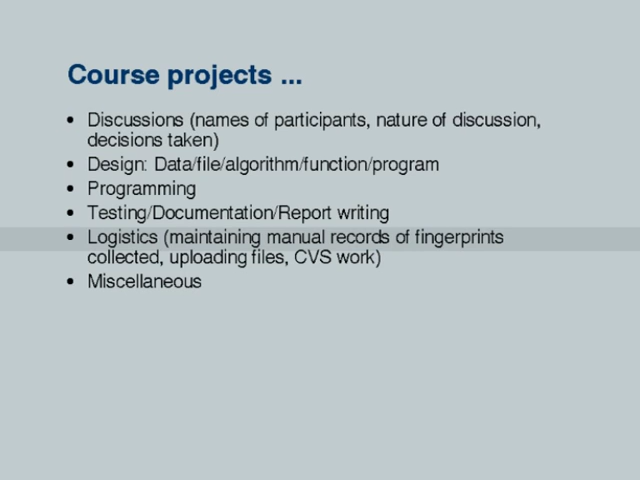 Course projects ...
• Discussions (names of participants, nature of discussion,
decisions taken)
• Design: Data/file/algorithm/function/program
• Programming
• Testing/Documentation/Report writing
• Logistics (maintaining manual records of fingerprints
collected, uploading files, CVS work)
• Miscellaneous